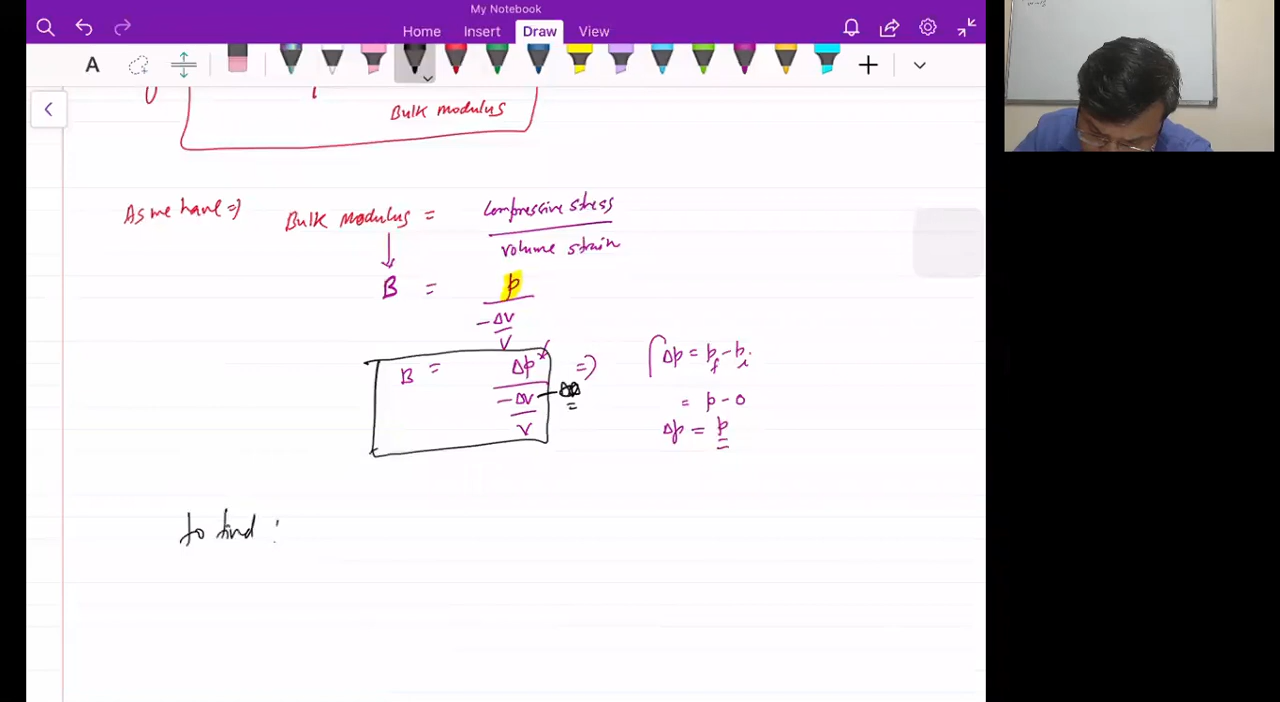 My Notebook
Home Insert Draw View
A
Bulk modulus
As we have ⇒ Bulk modulus = Compressive stress
volume strain
B = p
-Δv
v
B = Δp ⇒
-Δv
v
Δp = pf - pi
= p - 0
Δp = p
to find :